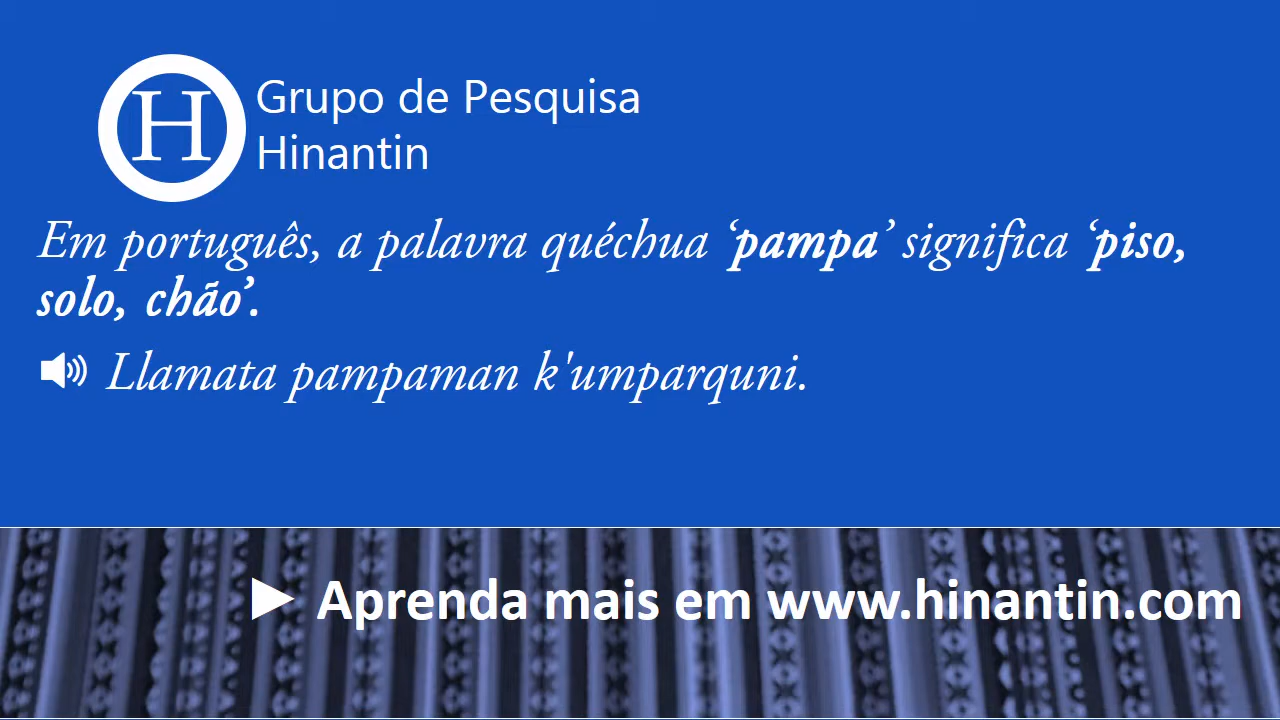 H
Grupo de Pesquisa
Hinantin
Em português, a palavra quéchua ‘pampa’ significa ‘piso,
solo, chão’.
Llamata pampaman k'umparquni.
► Aprenda mais em www.hinantin.com